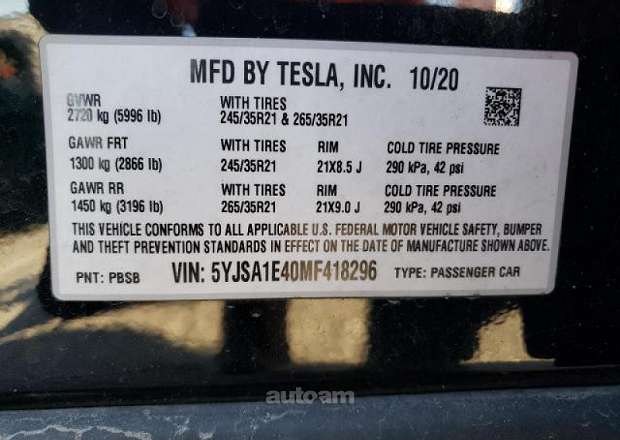 MFD BY TESLA, INC. 10/20
GVWR WITH TIRES
2720 kg (5996 lb) 245/35R21 & 265/35R21
GAWR FRT WITH TIRES RIM COLD TIRE PRESSURE
1300 kg (2866 lb) 245/35R21 21X8.5 J 290 kPa, 42 psi
GAWR RR WITH TIRES RIM COLD TIRE PRESSURE
1450 kg (3196 lb) 265/35R21 21X9.0 J 290 kPa, 42 psi
THIS VEHICLE CONFORMS TO ALL APPLICABLE U.S. FEDERAL MOTOR VEHICLE SAFETY, BUMPER
AND THEFT PREVENTION STANDARDS IN EFFECT ON THE DATE OF MANUFACTURE SHOWN ABOVE.
PNT: PBSB VIN: 5YJSA1E40MF418296 TYPE: PASSENGER CAR
autoam